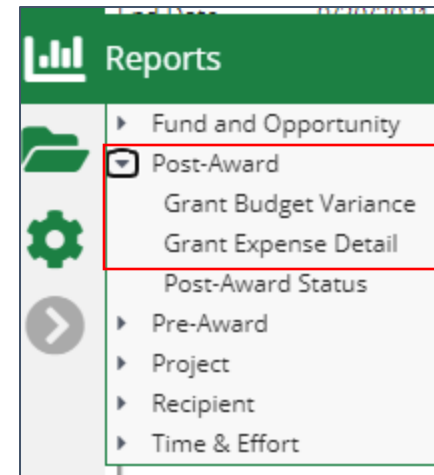 Reports
Fund and Opportunity
Post-Award
Grant Budget Variance
Grant Expense Detail
Post-Award Status
Pre-Award
Project
Recipient
Time & Effort